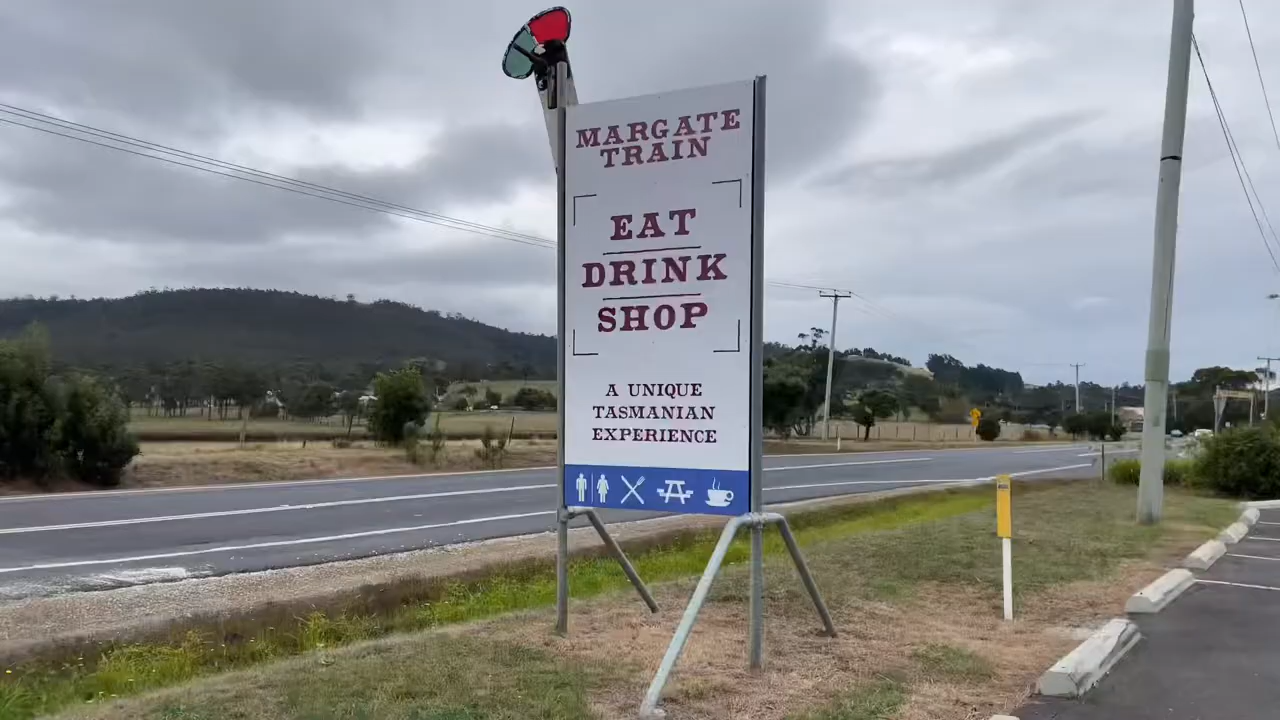 MARGATE
TRAIN
EAT
DRINK
SHOP
A UNIQUE
TASMANIAN
EXPERIENCE